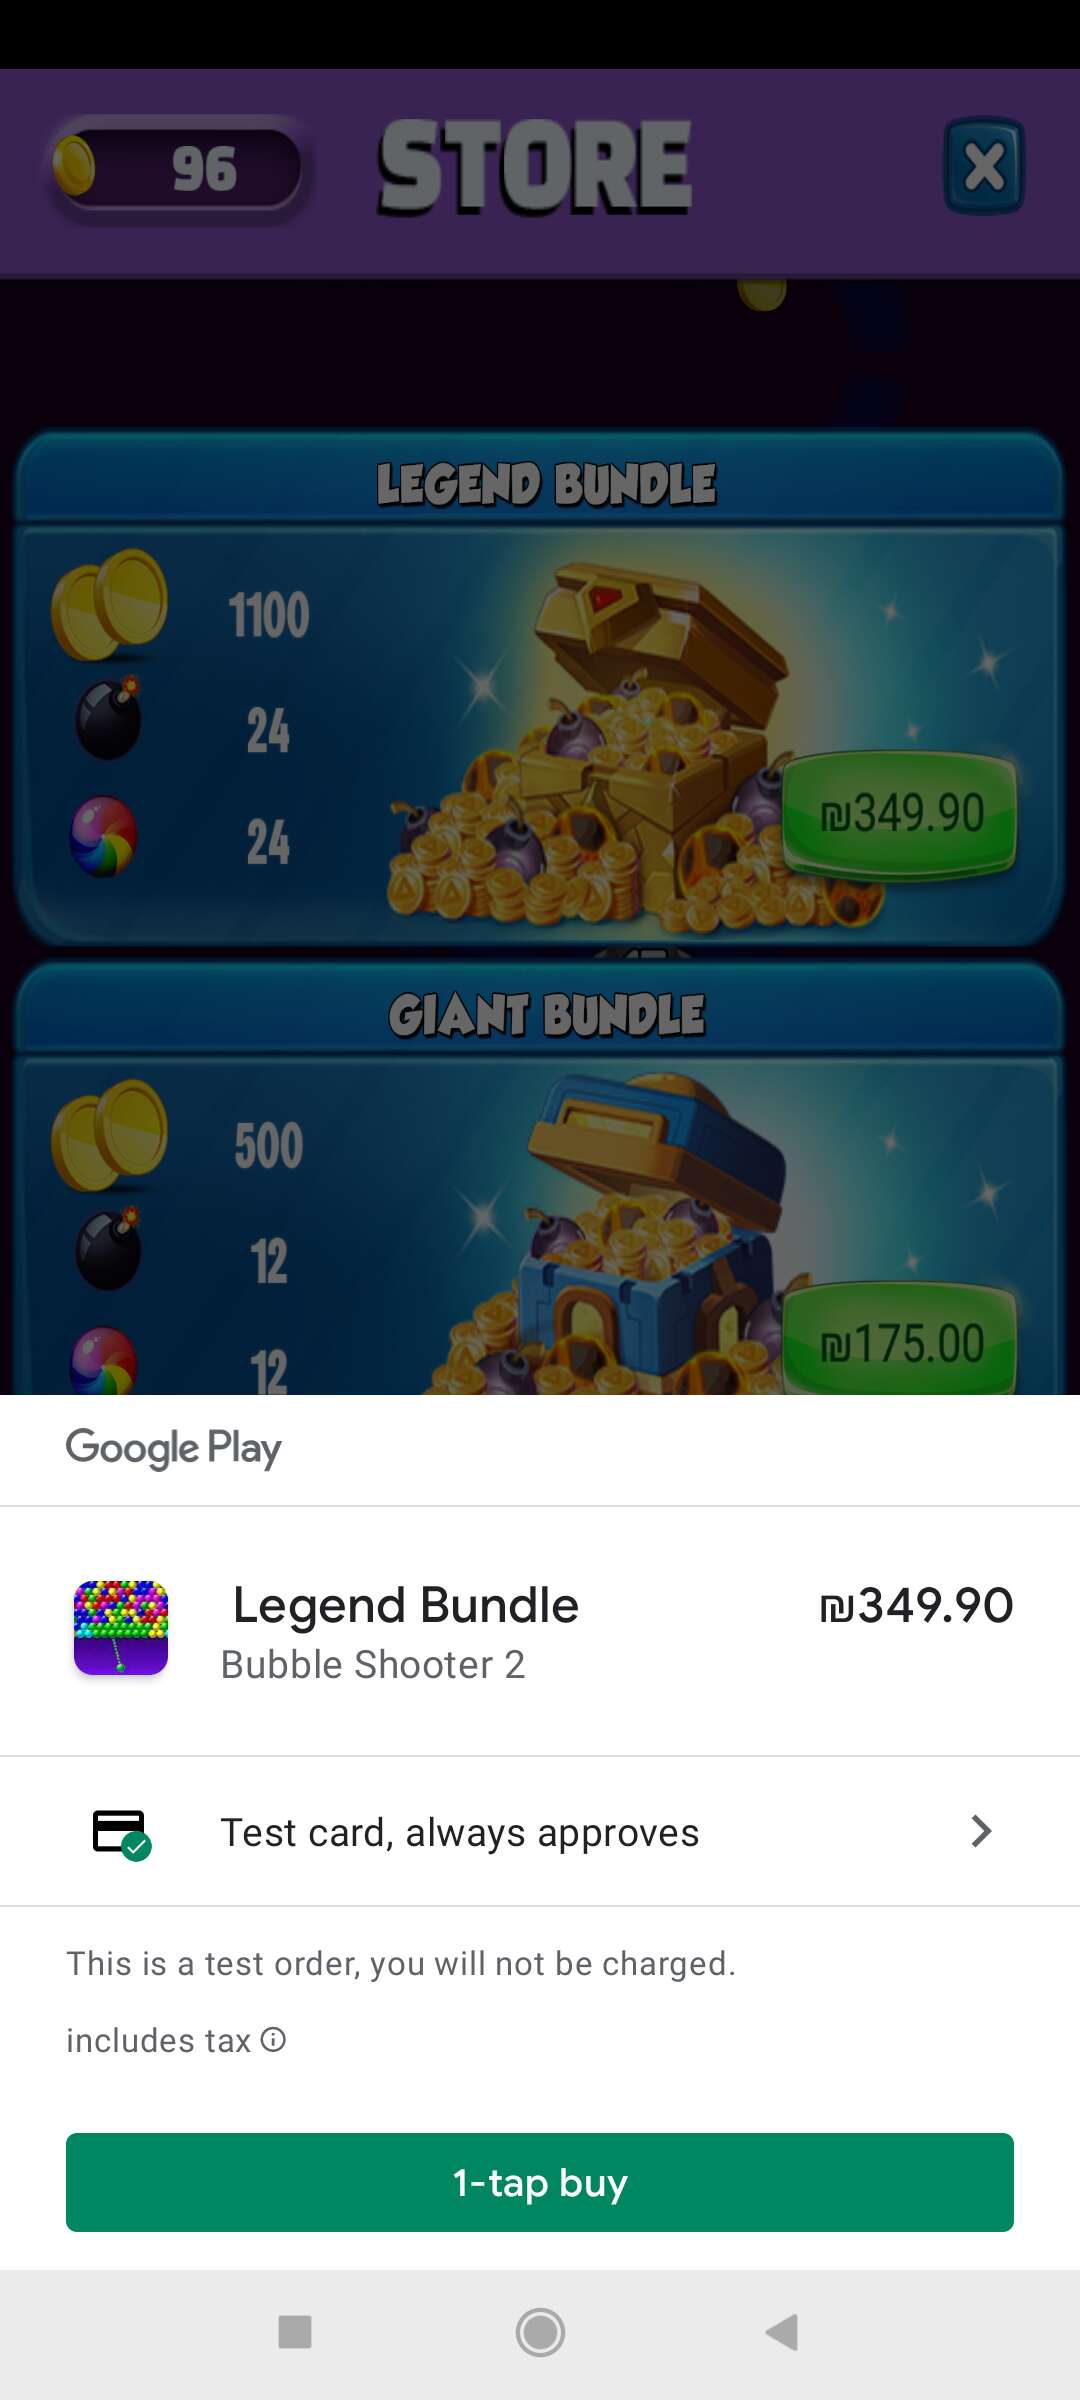 96
STORE
LEGEND BUNDLE
1100
24
24
₪349.90
GIANT BUNDLE
500
12
12
₪175.00
Google Play
Legend Bundle
₪349.90
Bubble Shooter 2
Test card, always approves
This is a test order, you will not be charged.
includes tax
1-tap buy